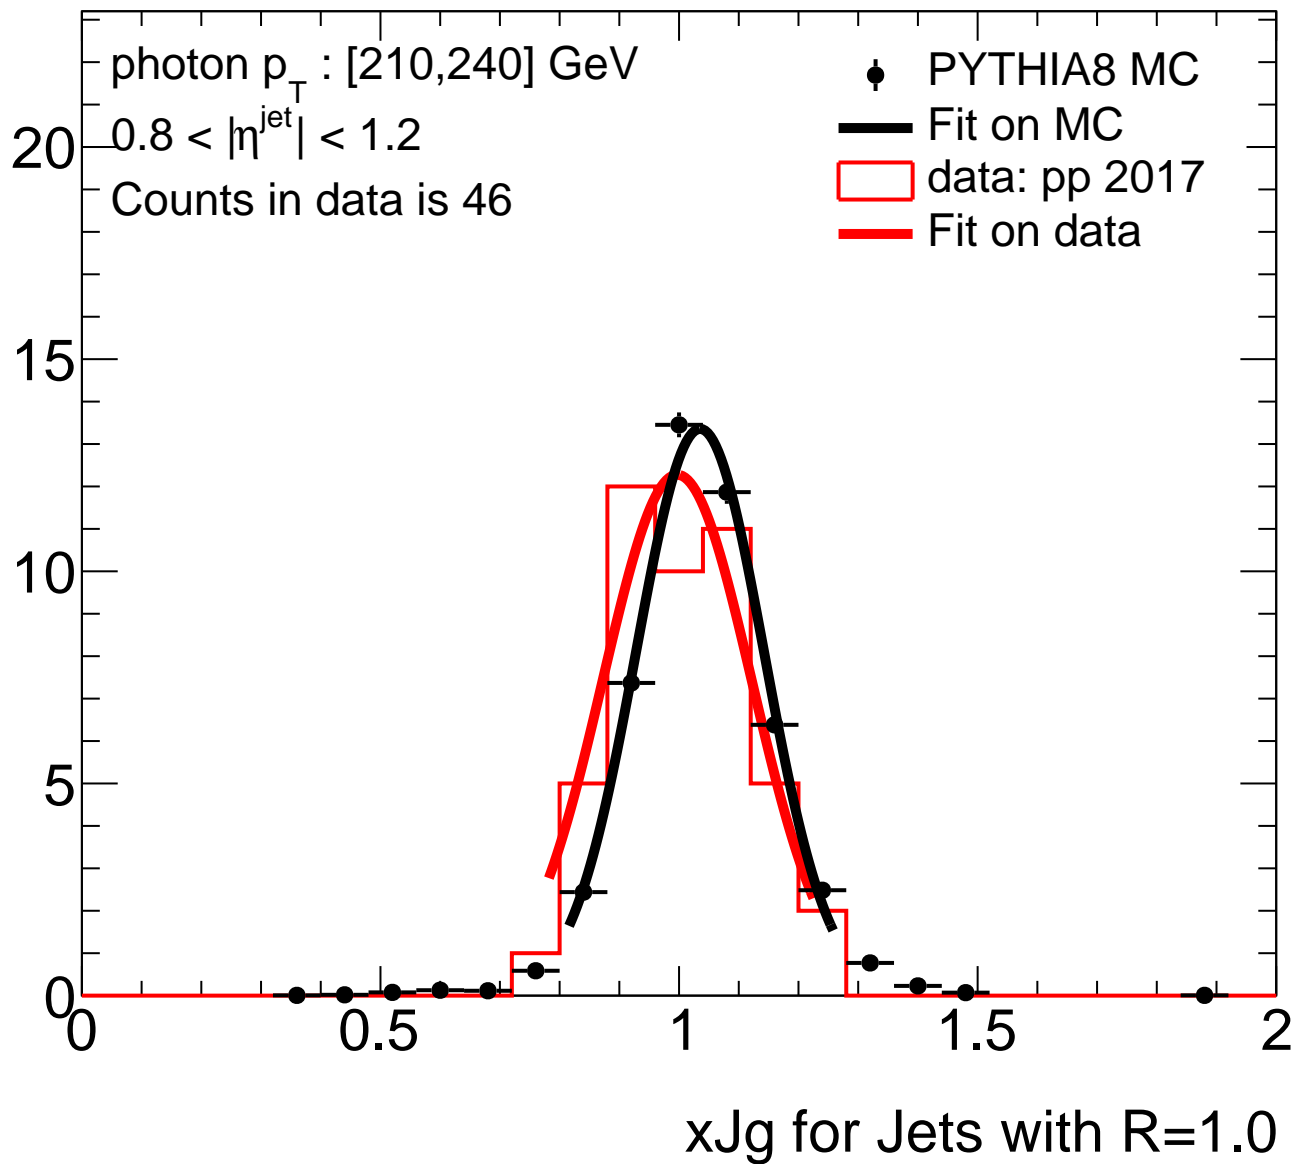 photon p_T : [210,240] GeV
0.8 < |η^jet| < 1.2
Counts in data is 46
PYTHIA8 MC
Fit on MC
data: pp 2017
Fit on data
20
15
10
5
0
0 0.5 1 1.5 2
xJg for Jets with R=1.0